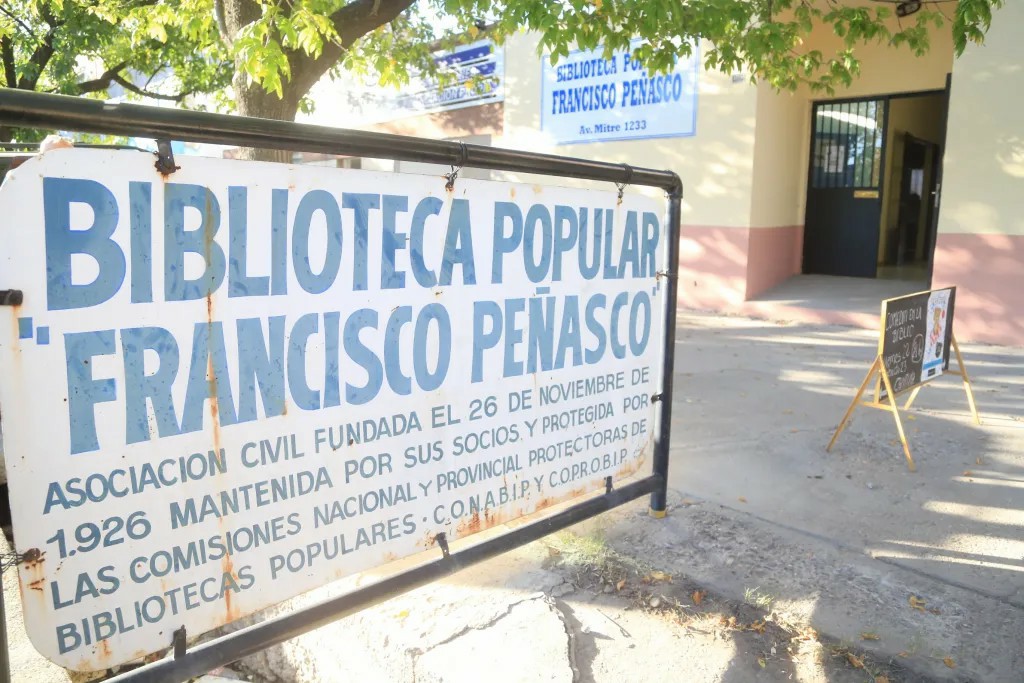 BIBLIOTECA POPULAR
"FRANCISCO PEÑASCO"
ASOCIACION CIVIL FUNDADA EL 26 DE NOVIEMBRE DE
1.926 MANTENIDA POR SUS SOCIOS Y PROTEGIDA POR
LAS COMISIONES NACIONAL Y PROVINCIAL PROTECTORAS DE
BIBLIOTECAS POPULARES - C.O.N.A.B.I.P. Y C.O.P.R.O.B.I.P.
BIBLIOTECA
FRANCISCO PEÑASCO
Av. Mitre 1233